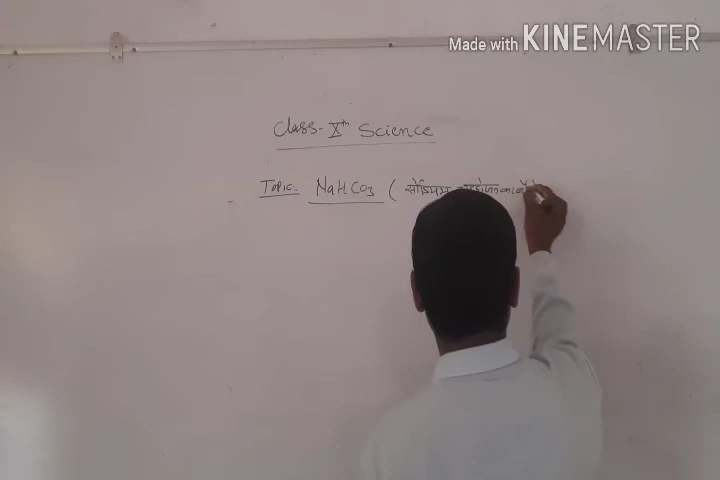 Made with KINEMASTER
Class- Xth Science
Topic:- NaHCO3 ( सोडियम